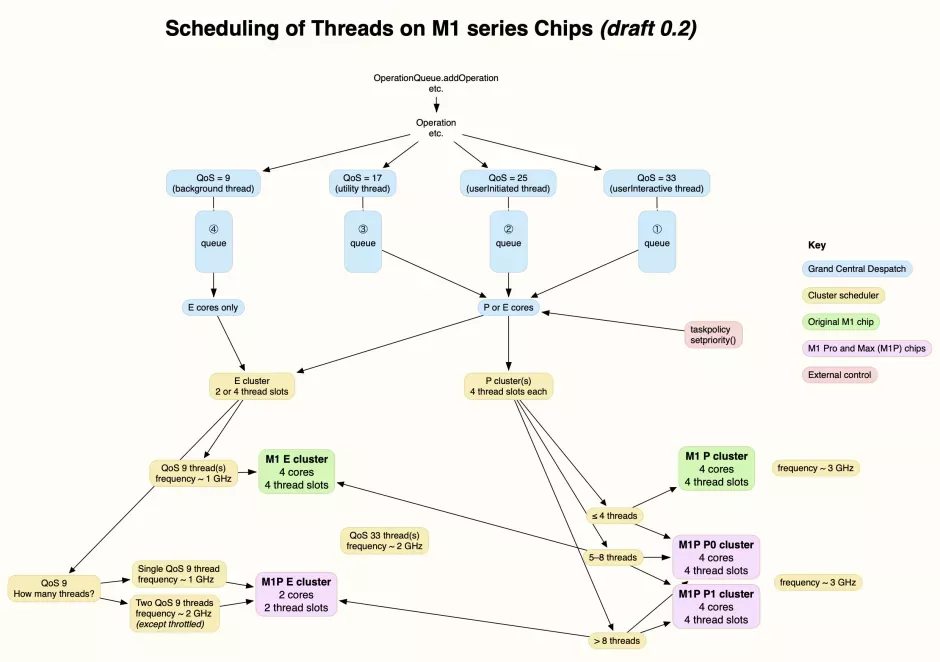 Scheduling of Threads on M1 series Chips (draft 0.2)
OperationQueue.addOperation
etc.
Operation
etc.
QoS = 9
(background thread)
QoS = 17
(utility thread)
QoS = 25
(userInitiated thread)
QoS = 33
(userInteractive thread)
④
queue
③
queue
②
queue
①
queue
Key
Grand Central Despatch
Cluster scheduler
Original M1 chip
M1 Pro and Max (M1P) chips
External control
E cores only
P or E cores
taskpolicy
setpriority()
E cluster
2 or 4 thread slots
P cluster(s)
4 thread slots each
QoS 9 thread(s)
frequency ~ 1 GHz
M1 E cluster
4 cores
4 thread slots
M1 P cluster
4 cores
4 thread slots
frequency ~ 3 GHz
≤ 4 threads
QoS 33 thread(s)
frequency ~ 2 GHz
5–8 threads
M1P P0 cluster
4 cores
4 thread slots
QoS 9
How many threads?
Single QoS 9 thread
frequency ~ 1 GHz
Two QoS 9 threads
frequency ~ 2 GHz
(except throttled)
M1P E cluster
2 cores
2 thread slots
frequency ~ 3 GHz
M1P P1 cluster
4 cores
4 thread slots
> 8 threads